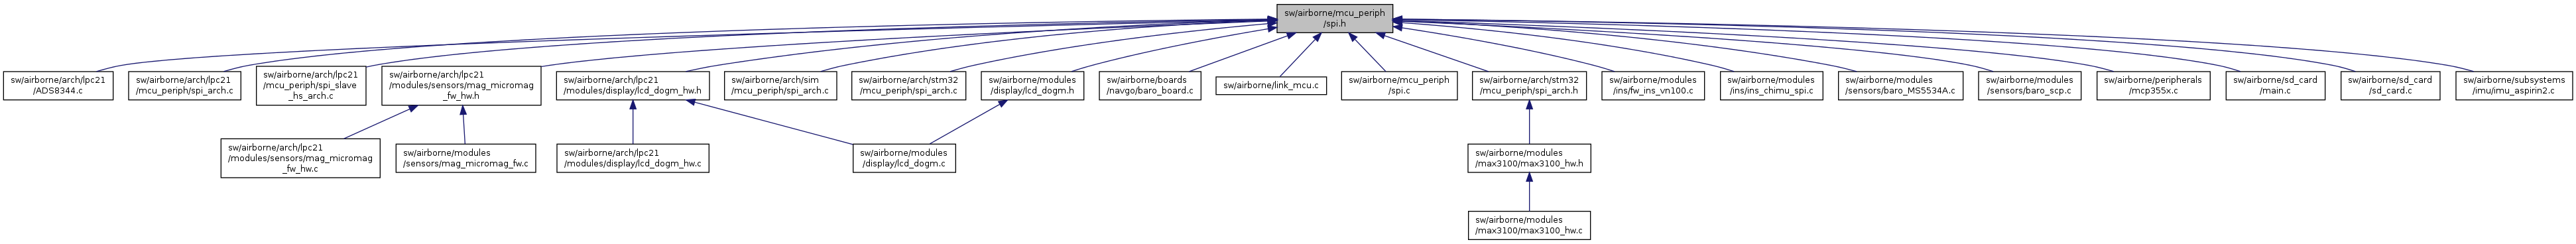 sw/airborne/mcu_periph
/spi.h
sw/airborne/arch/lpc21
/ADS8344.c
sw/airborne/arch/lpc21
/mcu_periph/spi_arch.c
sw/airborne/arch/lpc21
/mcu_periph/spi_slave
_hs_arch.c
sw/airborne/arch/lpc21
/modules/sensors/mag_micromag
_fw_hw.h
sw/airborne/arch/lpc21
/modules/display/lcd_dogm_hw.h
sw/airborne/arch/sim
/mcu_periph/spi_arch.c
sw/airborne/arch/stm32
/mcu_periph/spi_arch.c
sw/airborne/modules
/display/lcd_dogm.h
sw/airborne/boards
/navgo/baro_board.c
sw/airborne/link_mcu.c
sw/airborne/mcu_periph
/spi.c
sw/airborne/arch/stm32
/mcu_periph/spi_arch.h
sw/airborne/modules
/ins/fw_ins_vn100.c
sw/airborne/modules
/ins/ins_chimu_spi.c
sw/airborne/modules
/sensors/baro_MS5534A.c
sw/airborne/modules
/sensors/baro_scp.c
sw/airborne/peripherals
/mcp355x.c
sw/airborne/sd_card
/main.c
sw/airborne/sd_card
/sd_card.c
sw/airborne/subsystems
/imu/imu_aspirin2.c
sw/airborne/arch/lpc21
/modules/sensors/mag_micromag
_fw_hw.c
sw/airborne/modules
/sensors/mag_micromag_fw.c
sw/airborne/arch/lpc21
/modules/display/lcd_dogm_hw.c
sw/airborne/modules
/display/lcd_dogm.c
sw/airborne/modules
/max3100/max3100_hw.h
sw/airborne/modules
/max3100/max3100_hw.c